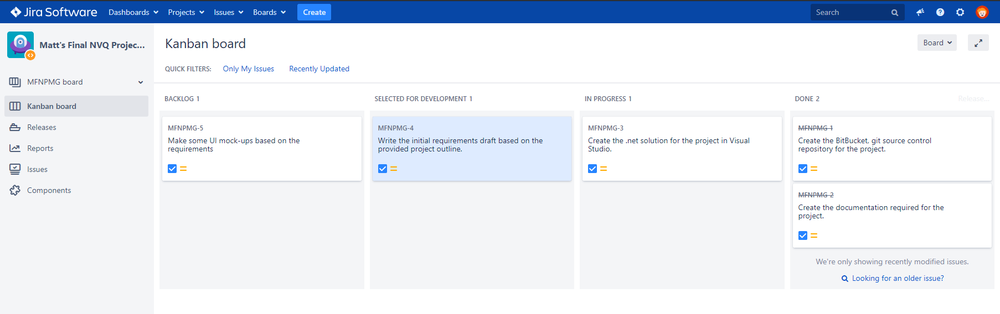 Jira Software Dashboards Projects Issues Boards Create Search
Matt's Final NVQ Projec...
MFNPMG board
Kanban board
Releases
Reports
Issues
Components
Kanban board
Board
QUICK FILTERS: Only My Issues Recently Updated
BACKLOG 1
MFNPMG-5
Make some UI mock-ups based on the
requirements
SELECTED FOR DEVELOPMENT 1
MFNPMG-4
Write the initial requirements draft based on the
provided project outline.
IN PROGRESS 1
MFNPMG-3
Create the .net solution for the project in Visual
Studio.
DONE 2
Release...
MFNPMG-1
Create the BitBucket, git source control
repository for the project.
MFNPMG-2
Create the documentation required for the
project.
We're only showing recently modified issues.
Looking for an older issue?